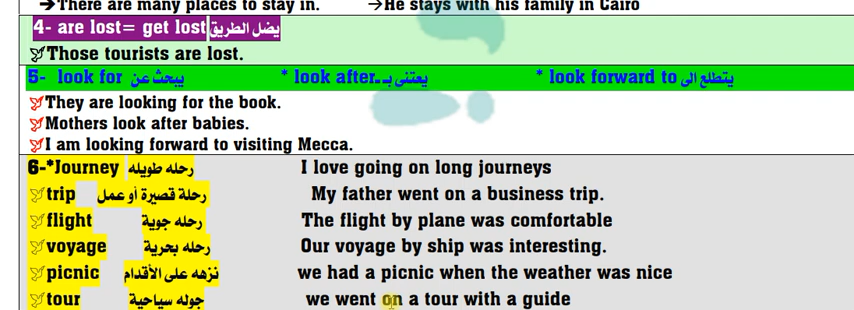 →There are many places to stay in. →He stays with his family in Cairo
4- are lost= get lost يضل الطريق
Those tourists are lost.
5- look for يبحث عن * look after يعتنى بـ * look forward to يتطلع الى
They are looking for the book.
Mothers look after babies.
I am looking forward to visiting Mecca.
6-*Journey رحله طويله I love going on long journeys
trip رحلة قصيرة أو عمل My father went on a business trip.
flight رحله جوية The flight by plane was comfortable
voyage رحله بحرية Our voyage by ship was interesting.
picnic نزهه على الأقدام we had a picnic when the weather was nice
tour جوله سياحية we went on a tour with a guide